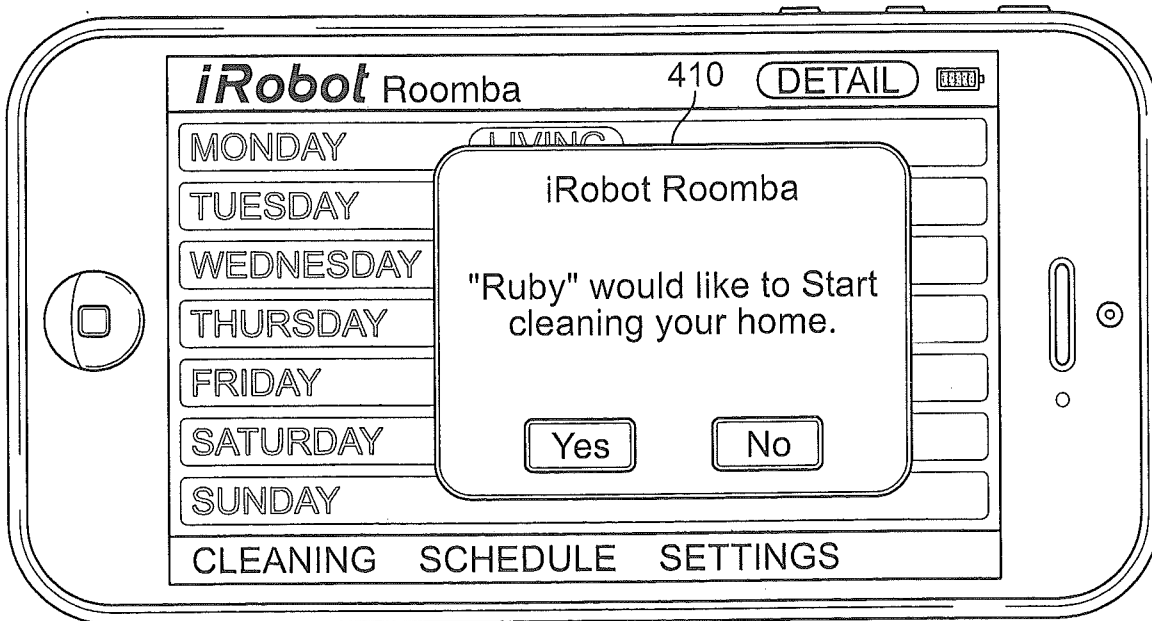 iRobot Roomba 410 DETAIL
MONDAY LIVING
TUESDAY
WEDNESDAY
THURSDAY
FRIDAY
SATURDAY
SUNDAY
iRobot Roomba
"Ruby" would like to Start
cleaning your home.
Yes No
CLEANING SCHEDULE SETTINGS